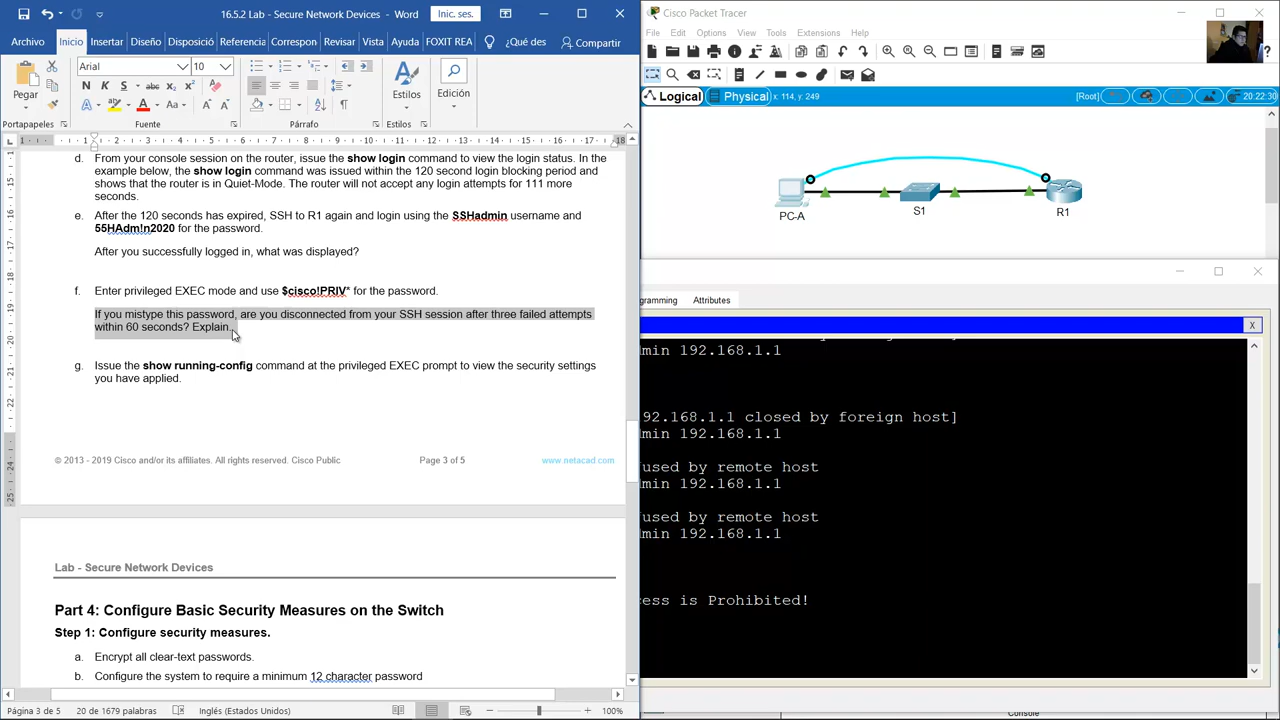 16.5.2 Lab - Secure Network Devices - Word
Inic. ses.
Archivo
Inicio
Insertar
Diseño
Disposició
Referencia
Correspon
Revisar
Vista
Ayuda
FOXIT REA
¿Qué des
Compartir
Arial
10
Pegar
Estilos
Edición
Portapapeles
Fuente
Párrafo
Estilos
d. From your console session on the router, issue the show login command to view the login status. In the
example below, the show login command was issued within the 120 second login blocking period and
shows that the router is in Quiet-Mode. The router will not accept any login attempts for 111 more
seconds.
e. After the 120 seconds has expired, SSH to R1 again and login using the SSHadmin username and
55HAdm!n2020 for the password.
After you successfully logged in, what was displayed?
f. Enter privileged EXEC mode and use $cisco!PRIV* for the password.
If you mistype this password, are you disconnected from your SSH session after three failed attempts
within 60 seconds? Explain.
g. Issue the show running-config command at the privileged EXEC prompt to view the security settings
you have applied.
© 2013 - 2019 Cisco and/or its affiliates. All rights reserved. Cisco Public
Page 3 of 5
www.netacad.com
Lab - Secure Network Devices
Part 4: Configure Basic Security Measures on the Switch
Step 1: Configure security measures.
a. Encrypt all clear-text passwords.
b. Configure the system to require a minimum 12 character password
Página 3 de 5
20 de 1679 palabras
Inglés (Estados Unidos)
100%
Cisco Packet Tracer
File Edit Options View Tools Extensions Help
Logical
Physical
x: 114, y: 249
[Root]
20:22:30
PC-A
S1
R1
gramming
Attributes
X
min 192.168.1.1
92.168.1.1 closed by foreign host]
min 192.168.1.1
fused by remote host
min 192.168.1.1
fused by remote host
min 192.168.1.1
cess is Prohibited!
Console